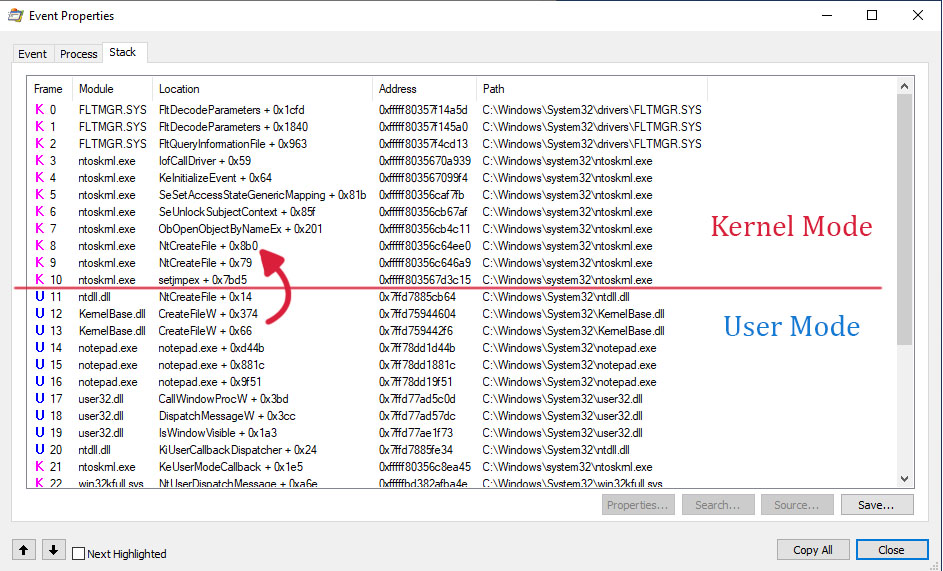 Event Properties
Event Process Stack
Frame Module Location Address Path
K 0 FLTMGR.SYS FltDecodeParameters + 0x1cfd 0xfffff80357f14a5d C:\Windows\System32\drivers\FLTMGR.SYS
K 1 FLTMGR.SYS FltDecodeParameters + 0x1840 0xfffff80357f145a0 C:\Windows\System32\drivers\FLTMGR.SYS
K 2 FLTMGR.SYS FltQueryInformationFile + 0x963 0xfffff80357f4cd13 C:\Windows\System32\drivers\FLTMGR.SYS
K 3 ntoskrnl.exe IofCallDriver + 0x59 0xfffff8035670a939 C:\Windows\system32\ntoskrnl.exe
K 4 ntoskrnl.exe KeInitializeEvent + 0x64 0xfffff803567099f4 C:\Windows\system32\ntoskrnl.exe
K 5 ntoskrnl.exe SeSetAccessStateGenericMapping + 0x81b 0xfffff80356caf7fb C:\Windows\system32\ntoskrnl.exe
K 6 ntoskrnl.exe SeUnlockSubjectContext + 0x85f 0xfffff80356cb67af C:\Windows\system32\ntoskrnl.exe
K 7 ntoskrnl.exe ObOpenObjectByNameEx + 0x201 0xfffff80356cb4c11 C:\Windows\system32\ntoskrnl.exe
Kernel Mode
K 8 ntoskrnl.exe NtCreateFile + 0x8b0 0xfffff80356c64ee0 C:\Windows\system32\ntoskrnl.exe
K 9 ntoskrnl.exe NtCreateFile + 0x79 0xfffff80356c646a9 C:\Windows\system32\ntoskrnl.exe
K 10 ntoskrnl.exe setjmpex + 0x7bd5 0xfffff803567d3c15 C:\Windows\system32\ntoskrnl.exe
U 11 ntdll.dll NtCreateFile + 0x14 0x7ffd7885cb64 C:\Windows\System32\ntdll.dll
U 12 KernelBase.dll CreateFileW + 0x374 0x7ffd75944604 C:\Windows\System32\KernelBase.dll
U 13 KernelBase.dll CreateFileW + 0x66 0x7ffd759442f6 C:\Windows\System32\KernelBase.dll
User Mode
U 14 notepad.exe notepad.exe + 0xd44b 0x7ff78dd1d44b C:\Windows\System32\notepad.exe
U 15 notepad.exe notepad.exe + 0x881c 0x7ff78dd1881c C:\Windows\System32\notepad.exe
U 16 notepad.exe notepad.exe + 0x9f51 0x7ff78dd19f51 C:\Windows\System32\notepad.exe
U 17 user32.dll CallWindowProcW + 0x3bd 0x7ffd77ad5c0d C:\Windows\System32\user32.dll
U 18 user32.dll DispatchMessageW + 0x3cc 0x7ffd77ad57dc C:\Windows\System32\user32.dll
U 19 user32.dll IsWindowVisible + 0x1a3 0x7ffd77ae1f73 C:\Windows\System32\user32.dll
U 20 ntdll.dll KiUserCallbackDispatcher + 0x24 0x7ffd7885fe34 C:\Windows\System32\ntdll.dll
K 21 ntoskrnl.exe KeUserModeCallback + 0x1e5 0xfffff80356c8ea45 C:\Windows\system32\ntoskrnl.exe
K 22 win32kfull.sys NtUserDispatchMessage + 0xa6e 0xfffffbd382afba4e C:\Windows\System32\win32kfull.sys
Properties... Search... Source... Save...
Next Highlighted Copy All Close